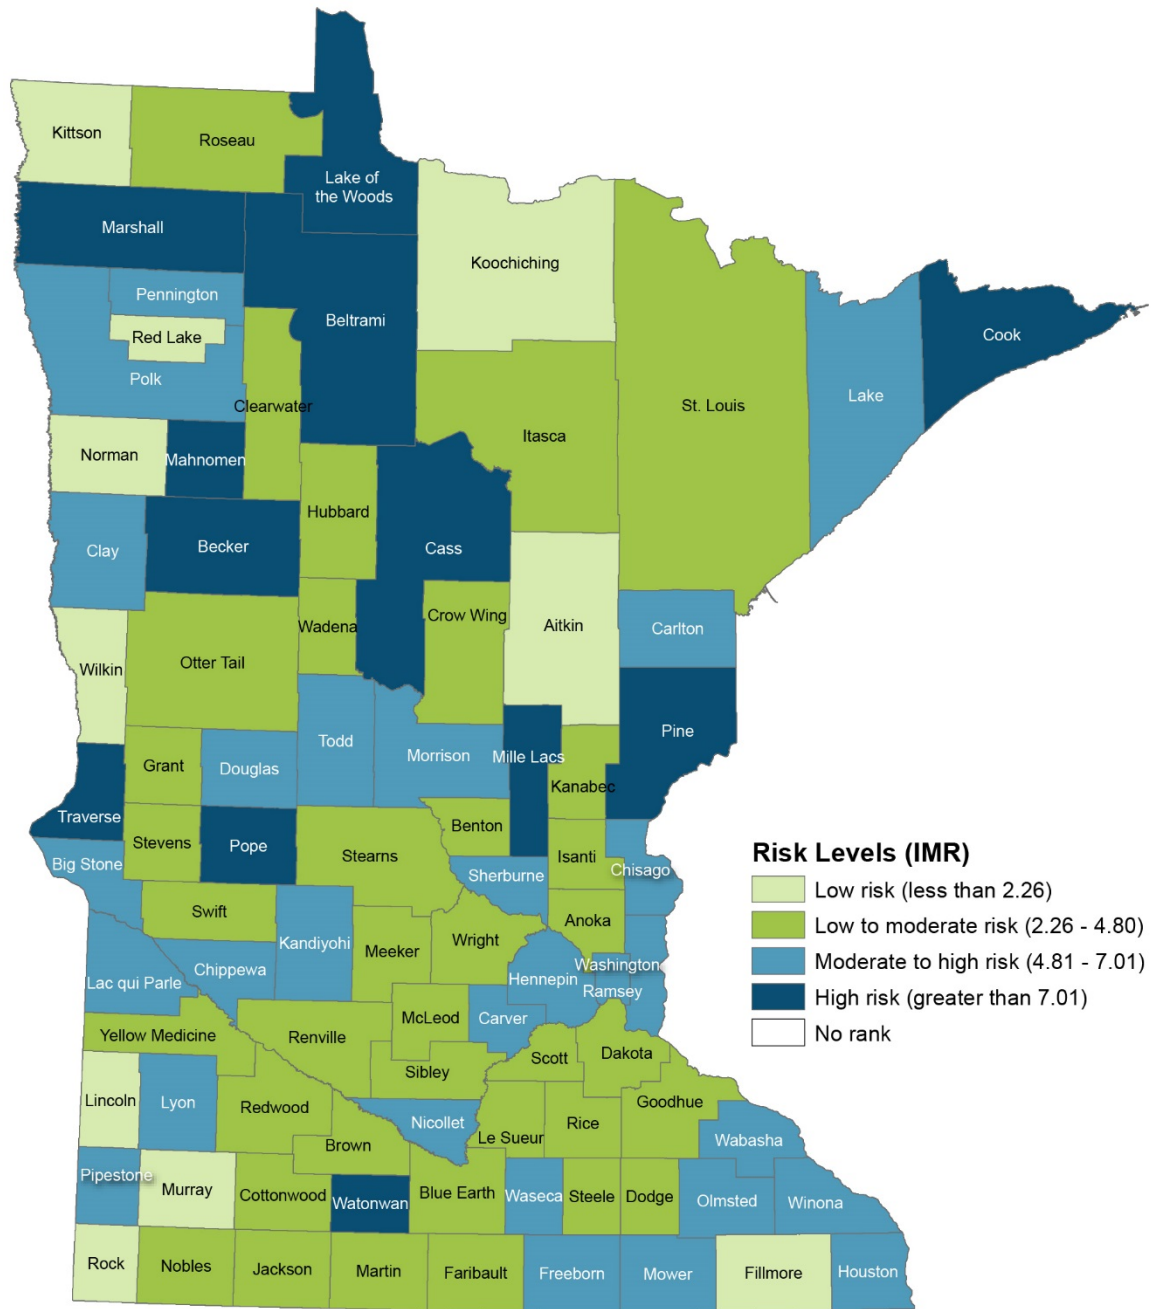 Kittson
Roseau
Lake of
the Woods
Marshall
Koochiching
Pennington
Beltrami
Red Lake
Cook
Polk
Clearwater
St. Louis
Lake
Itasca
Norman
Mahnomen
Hubbard
Clay
Becker
Cass
Crow Wing
Wadena
Aitkin
Carlton
Otter Tail
Wilkin
Pine
Todd
Morrison
Mille Lacs
Grant
Douglas
Kanabec
Traverse
Stevens
Pope
Benton
Stearns
Isanti
Big Stone
Sherburne
Chisago
Swift
Anoka
Kandiyohi
Meeker
Wright
Chippewa
Hennepin
Washington
Lac qui Parle
Ramsey
McLeod
Carver
Yellow Medicine
Renville
Scott
Dakota
Sibley
Lincoln
Lyon
Redwood
Goodhue
Nicollet
Rice
Le Sueur
Brown
Wabasha
Pipestone
Murray
Cottonwood
Watonwan
Blue Earth
Waseca
Steele
Dodge
Olmsted
Winona
Rock
Nobles
Jackson
Martin
Faribault
Freeborn
Mower
Fillmore
Houston
Risk Levels (IMR)
Low risk (less than 2.26)
Low to moderate risk (2.26 - 4.80)
Moderate to high risk (4.81 - 7.01)
High risk (greater than 7.01)
No rank